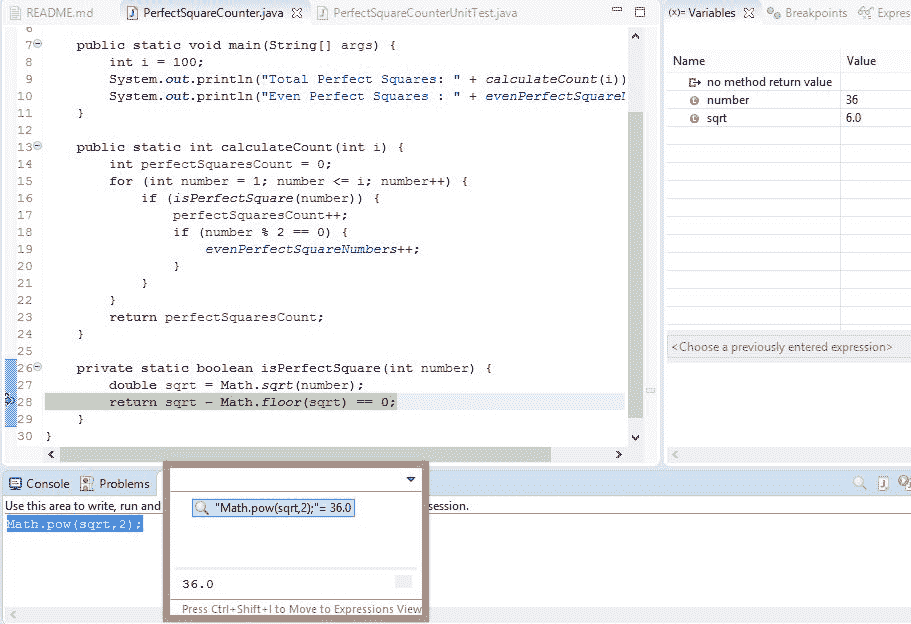 README.md
PerfectSquareCounter.java
PerfectSquareCounterUnitTest.java
6
7 public static void main(String[] args) {
8 int i = 100;
9 System.out.println("Total Perfect Squares: " + calculateCount(i))
10 System.out.println("Even Perfect Squares : " + evenPerfectSquare
11 }
12
13 public static int calculateCount(int i) {
14 int perfectSquaresCount = 0;
15 for (int number = 1; number <= i; number++) {
16 if (isPerfectSquare(number)) {
17 perfectSquaresCount++;
18 if (number % 2 == 0) {
19 evenPerfectSquareNumbers++;
20 }
21 }
22 }
23 return perfectSquaresCount;
24 }
25
26 private static boolean isPerfectSquare(int number) {
27 double sqrt = Math.sqrt(number);
28 return sqrt - Math.floor(sqrt) == 0;
29 }
30 }
(x)= Variables
Breakpoints
Expres
Name Value
no method return value
number 36
sqrt 6.0
<Choose a previously entered expression>
Console
Problems
Use this area to write, run and
session.
Math.pow(sqrt,2);
"Math.pow(sqrt,2);"= 36.0
36.0
Press Ctrl+Shift+I to Move to Expressions View